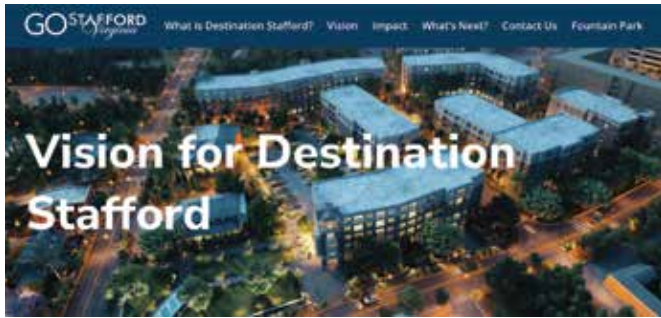 GO STAFFORD Virginia What is Destination Stafford? Vision Impact What's Next? Contact Us Fountain Park
Vision for Destination
Stafford